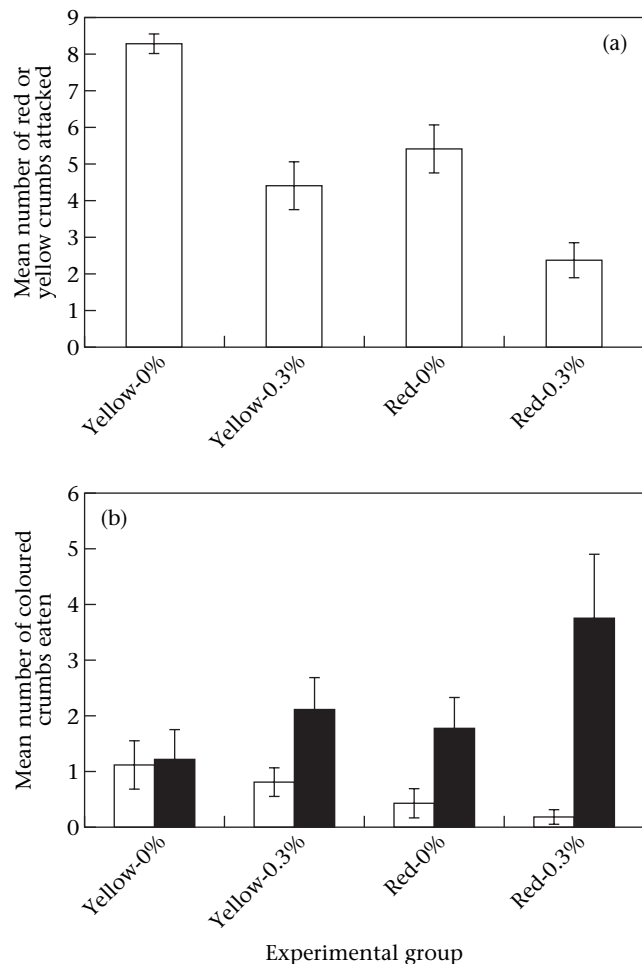 (a)
Mean number of red or
yellow crumbs attacked
9
8
7
6
5
4
3
2
1
0
Yellow-0%
Yellow-0.3%
Red-0%
Red-0.3%
(b)
Mean number of coloured
crumbs eaten
6
5
4
3
2
1
0
Yellow-0%
Yellow-0.3%
Red-0%
Red-0.3%
Experimental group